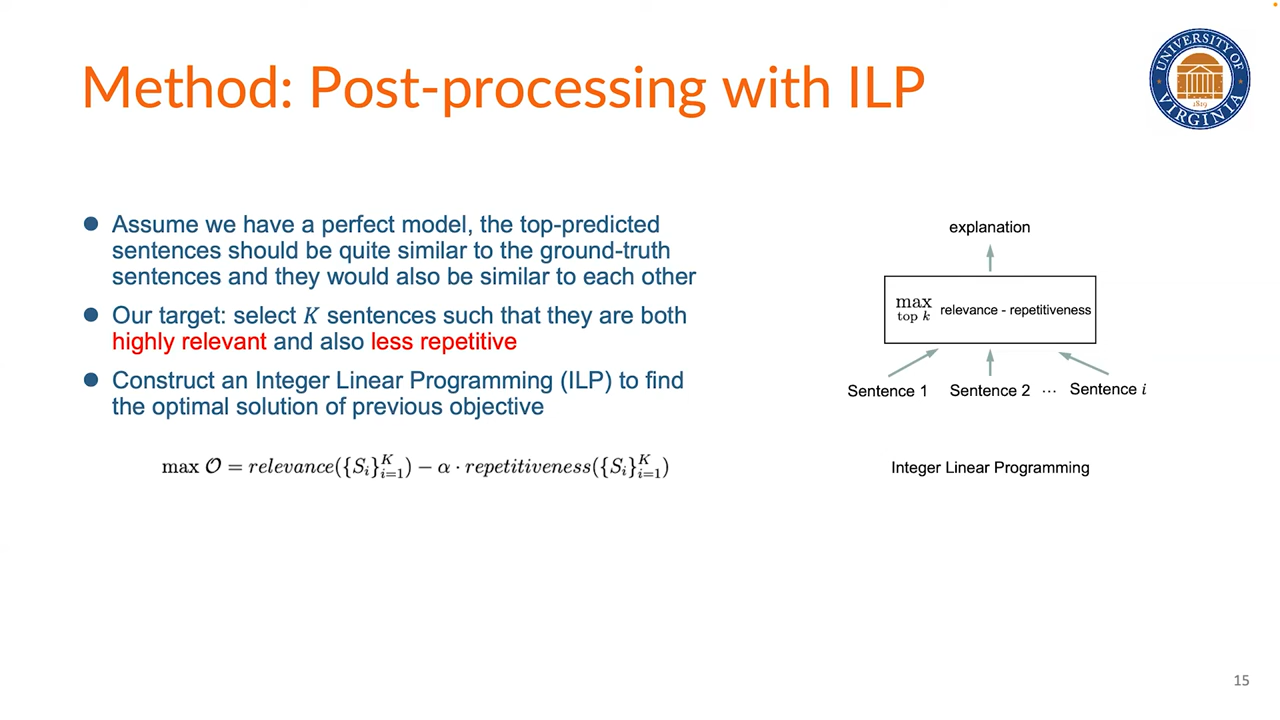 Method: Post-processing with ILP
UNIVERSITY OF VIRGINIA
1819
● Assume we have a perfect model, the top-predicted
sentences should be quite similar to the ground-truth
sentences and they would also be similar to each other
● Our target: select K sentences such that they are both
highly relevant and also less repetitive
● Construct an Integer Linear Programming (ILP) to find
the optimal solution of previous objective
max 𝒪 = relevance({S_i}_{i=1}^K) − α · repetitiveness({S_i}_{i=1}^K)
explanation
max top k relevance - repetitiveness
Sentence 1 Sentence 2 ··· Sentence i
Integer Linear Programming
15